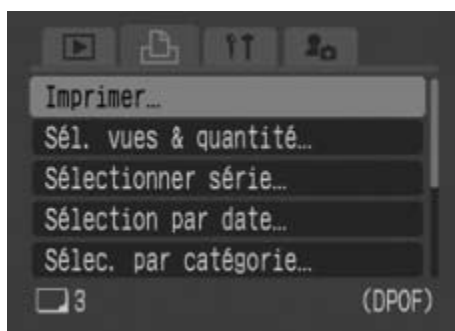 Imprimer...
Sél. vues & quantité...
Sélectionner série...
Sélection par date...
Sélec. par catégorie...
3 (DPOF)